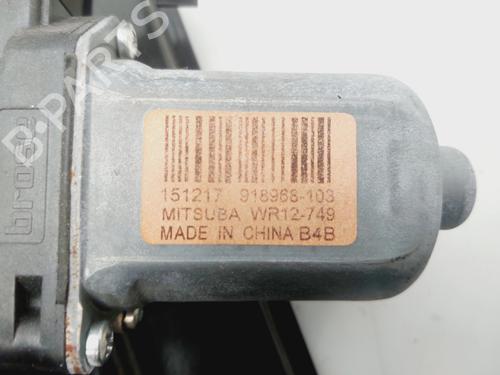 151217 918968-103
MITSUBA WR12-749
MADE IN CHINA B4B
brose
B-PARTS